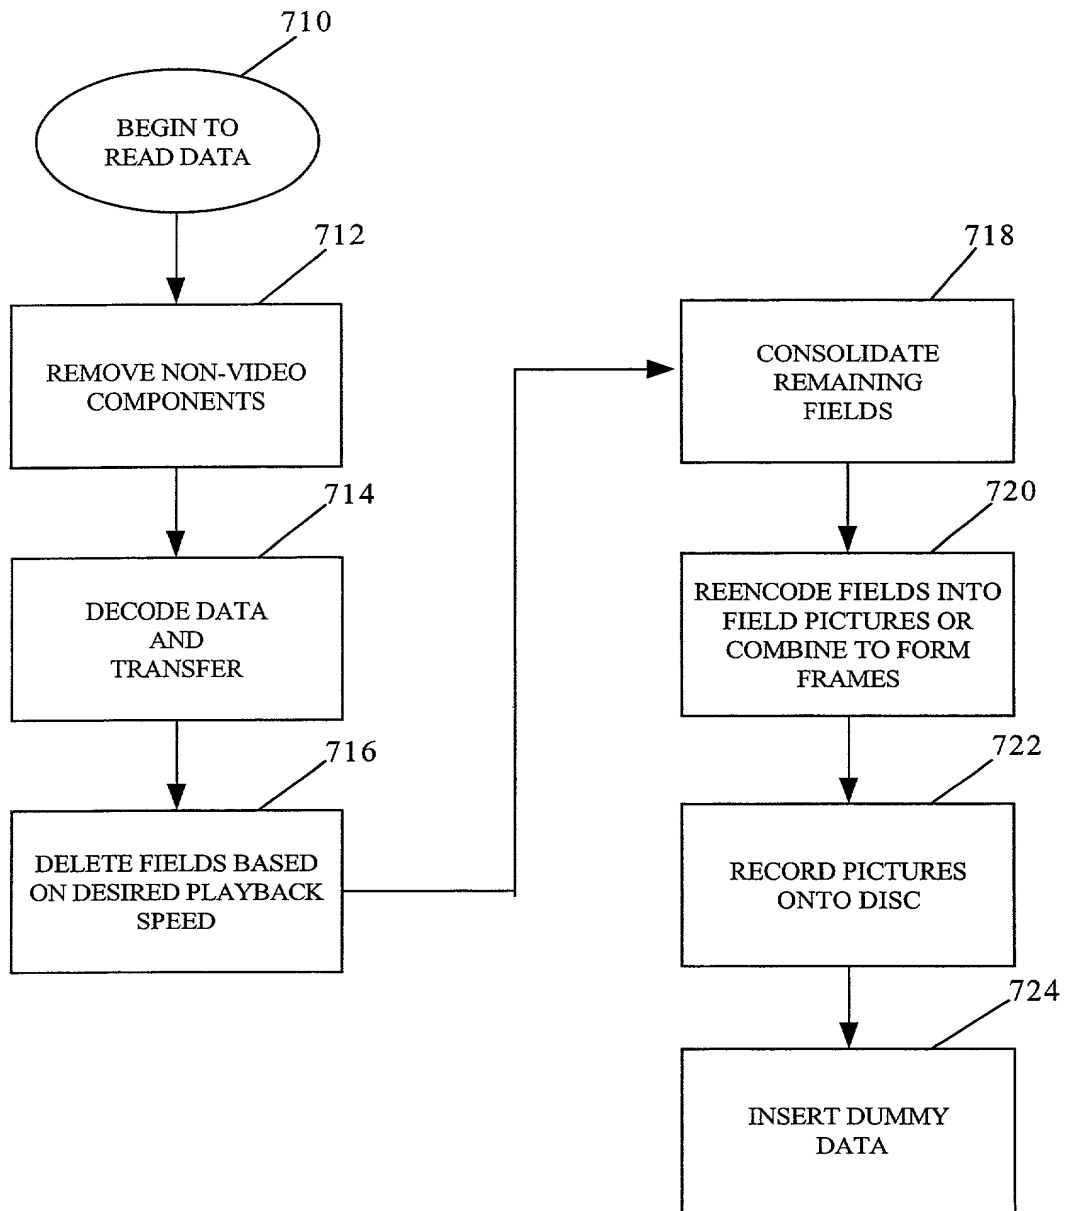 710
BEGIN TO
READ DATA
712
REMOVE NON-VIDEO
COMPONENTS
714
DECODE DATA
AND
TRANSFER
716
DELETE FIELDS BASED
ON DESIRED PLAYBACK
SPEED
718
CONSOLIDATE
REMAINING
FIELDS
720
REENCODE FIELDS INTO
FIELD PICTURES OR
COMBINE TO FORM
FRAMES
722
RECORD PICTURES
ONTO DISC
724
INSERT DUMMY
DATA